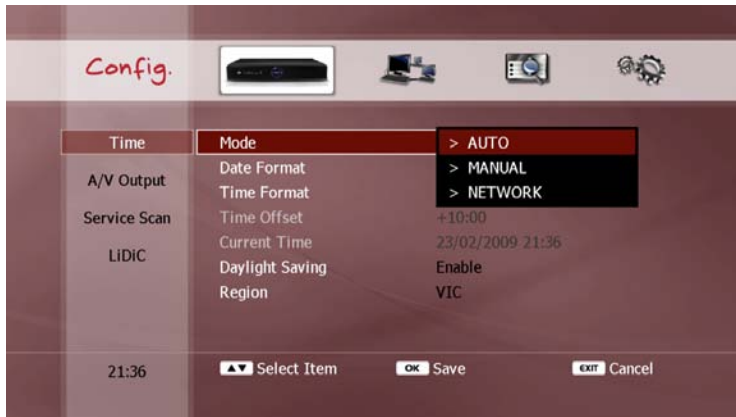 Config.
Time
A/V Output
Service Scan
LiDiC
Mode
> AUTO
> MANUAL
> NETWORK
Date Format
Time Format
Time Offset +10:00
Current Time 23/02/2009 21:36
Daylight Saving Enable
Region VIC
21:36
▲▼ Select Item OK Save EXIT Cancel